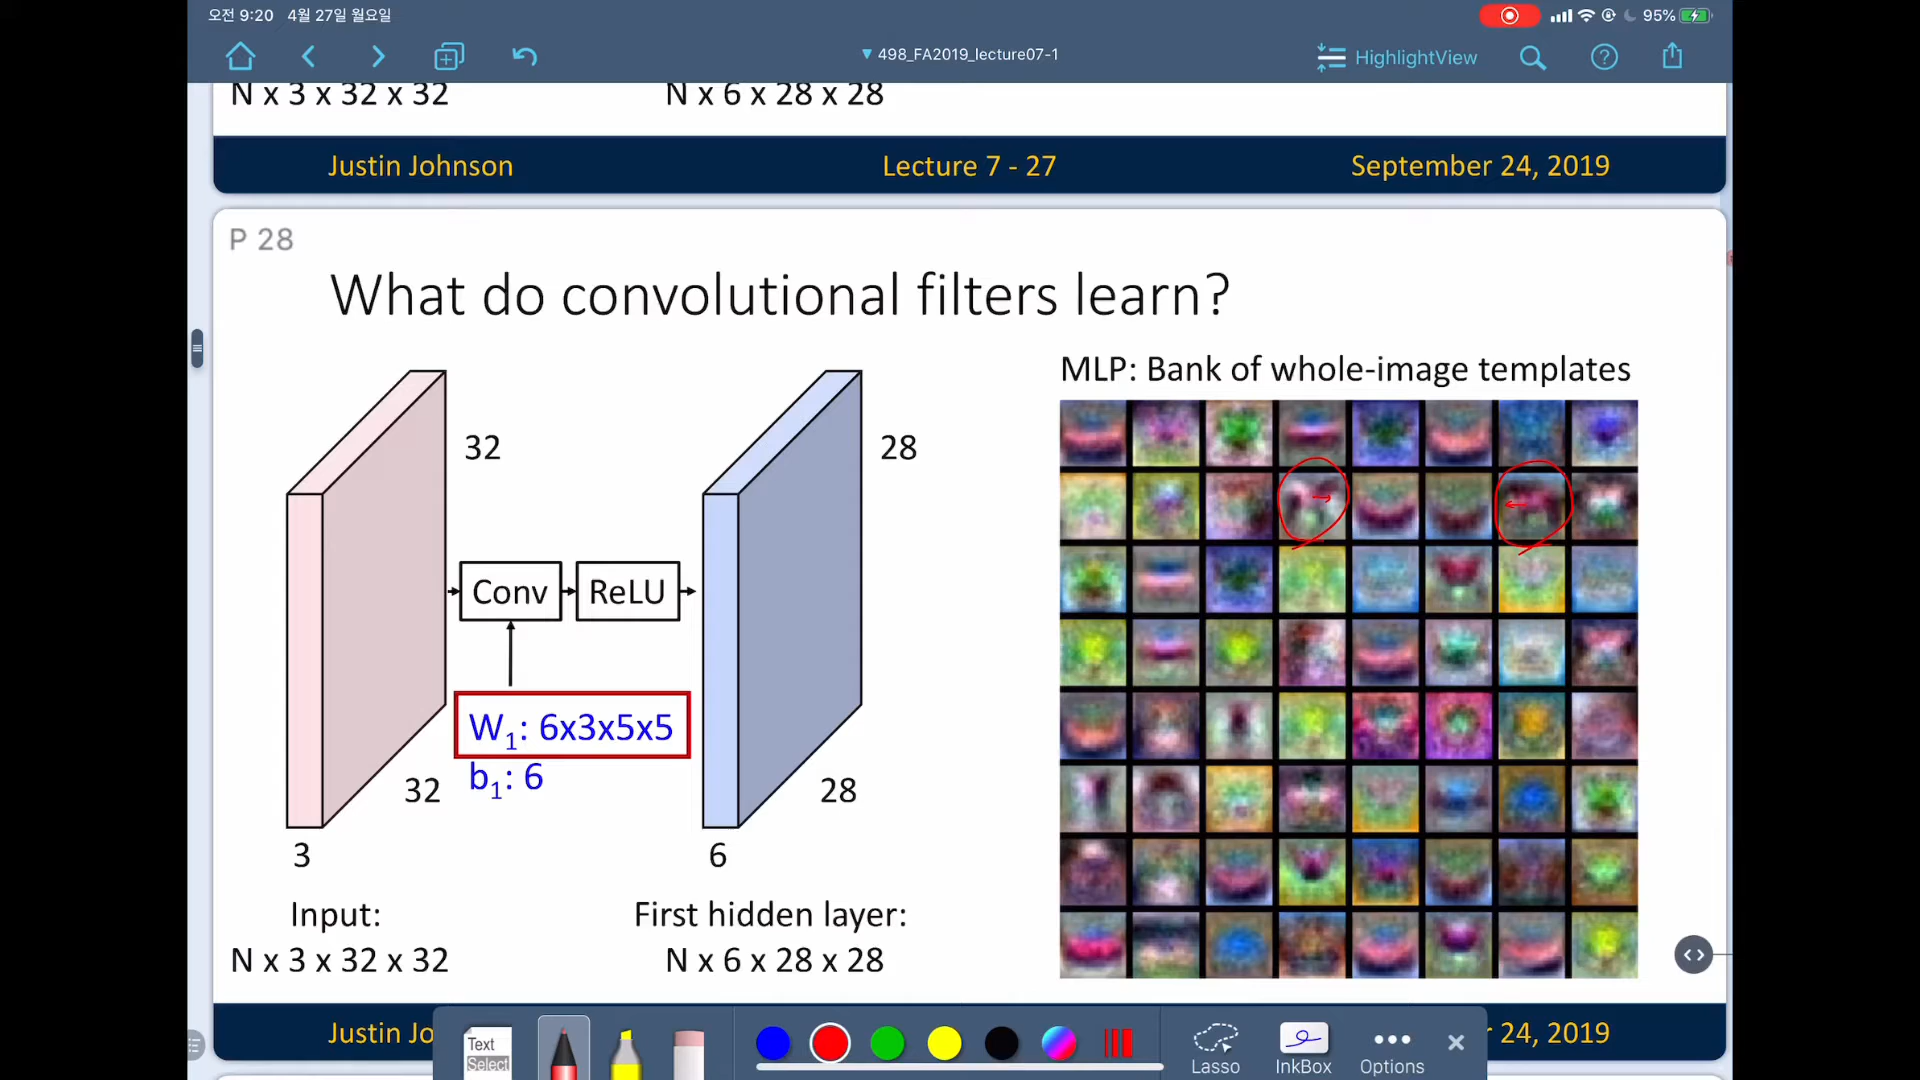 오전 9:20 4월 27일 월요일
95%
498_FA2019_lecture07-1
HighlightView
N x 3 x 32 x 32
N x 6 x 28 x 28
Justin Johnson
Lecture 7 - 27
September 24, 2019
P 28
What do convolutional filters learn?
MLP: Bank of whole-image templates
32
28
Conv
ReLU
W1: 6x3x5x5
b1: 6
32
28
3
6
Input:
First hidden layer:
N x 3 x 32 x 32
N x 6 x 28 x 28
Justin Jo
r 24, 2019
Text
Select
Lasso
InkBox
Options